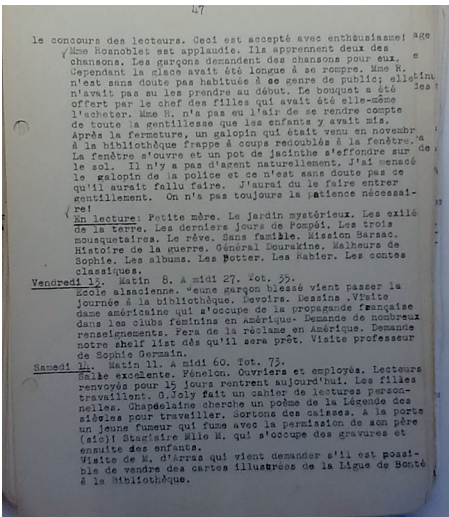 47
le concours des lecteurs. Ceci est accepté avec enthousiasme!
Mme Rosnoblet est applaudie. Ils apprennent deux des
chansons. Les garçons demandent des chansons pour eux.
Cependant la glace avait été longue à se rompre. Mme R.
n'est sans doute pas habituée à se genre de public; elle
n'avait pas su les prendre au début. Le bouquet a été
offert par le chef des filles qui avait été elle-même
l'acheter. Mme R. n'a pas eu l'air de se rendre compte
de toute la gentillesse que les enfants y avait mis.
Après la fermeture, un galopin qui était venu en novembr
à la bibliothèque frappe à coups redoublés à la fenêtre.
La fenêtre s'ouvre et un pot de jacinthe s'effondre sur
le sol. Il n'y a pas d'agent naturellement. J'ai menacé
le galopin de la police et ce n'est sans doute pas ce
qu'il aurait fallu faire. J'aurai du le faire entrer
gentillement. On n'a pas toujours la patience nécessai-
re!
En lecture: Petite mère. Le jardin mystérieux. Les exilé
de la terre. Les derniers jours de Pompéi. Les trois
mousquetaires. Le rêve. Sans famille. Mission Barsac.
Histoire de la guerre. Général Dourakine. Malheurs de
Sophie. Les albums. Les Potter. Les Rabier. Les contes
classiques.
Vendredi 13. Matin 8. A midi 27. Tot. 35.
Ecole alsacienne. Jeune garçon blessé vient passer la
journée à la bibliothèque. Devoirs. Dessins. Visite
dame américaine qui s'occupe de la propagande française
dans les clubs féminins en Amérique. Demande de nombreux
renseignements. Fera de la réclame en Amérique. Demande
notre shelf list dès qu'il sera prêt. Visite professeur
de Sophie Germain.
Samedi 14. Matin 11. A midi 60. Tot. 73.
Salle excellente. Fénelon. Ouvriers et employés. Lecteurs
renvoyés pour 15 jours rentrent aujourd'hui. Les filles
travaillent. G.Joly fait un cahier de lectures person-
nelles. Chapdelaine cherche un poème de la Légende des
siècles pour travailler. Sortons des caisses. A la porte
un jeune fumeur qui fume avec la permission de son père
(sic)! Stagiaire Mlle M. qui s'occupe des gravures et
ensuite des enfants.
Visite de M. d'Arras qui vient demander s'il est possi-
ble de vendre des cartes illustrées de la Ligue de Bonté
à la Bibliothèque.